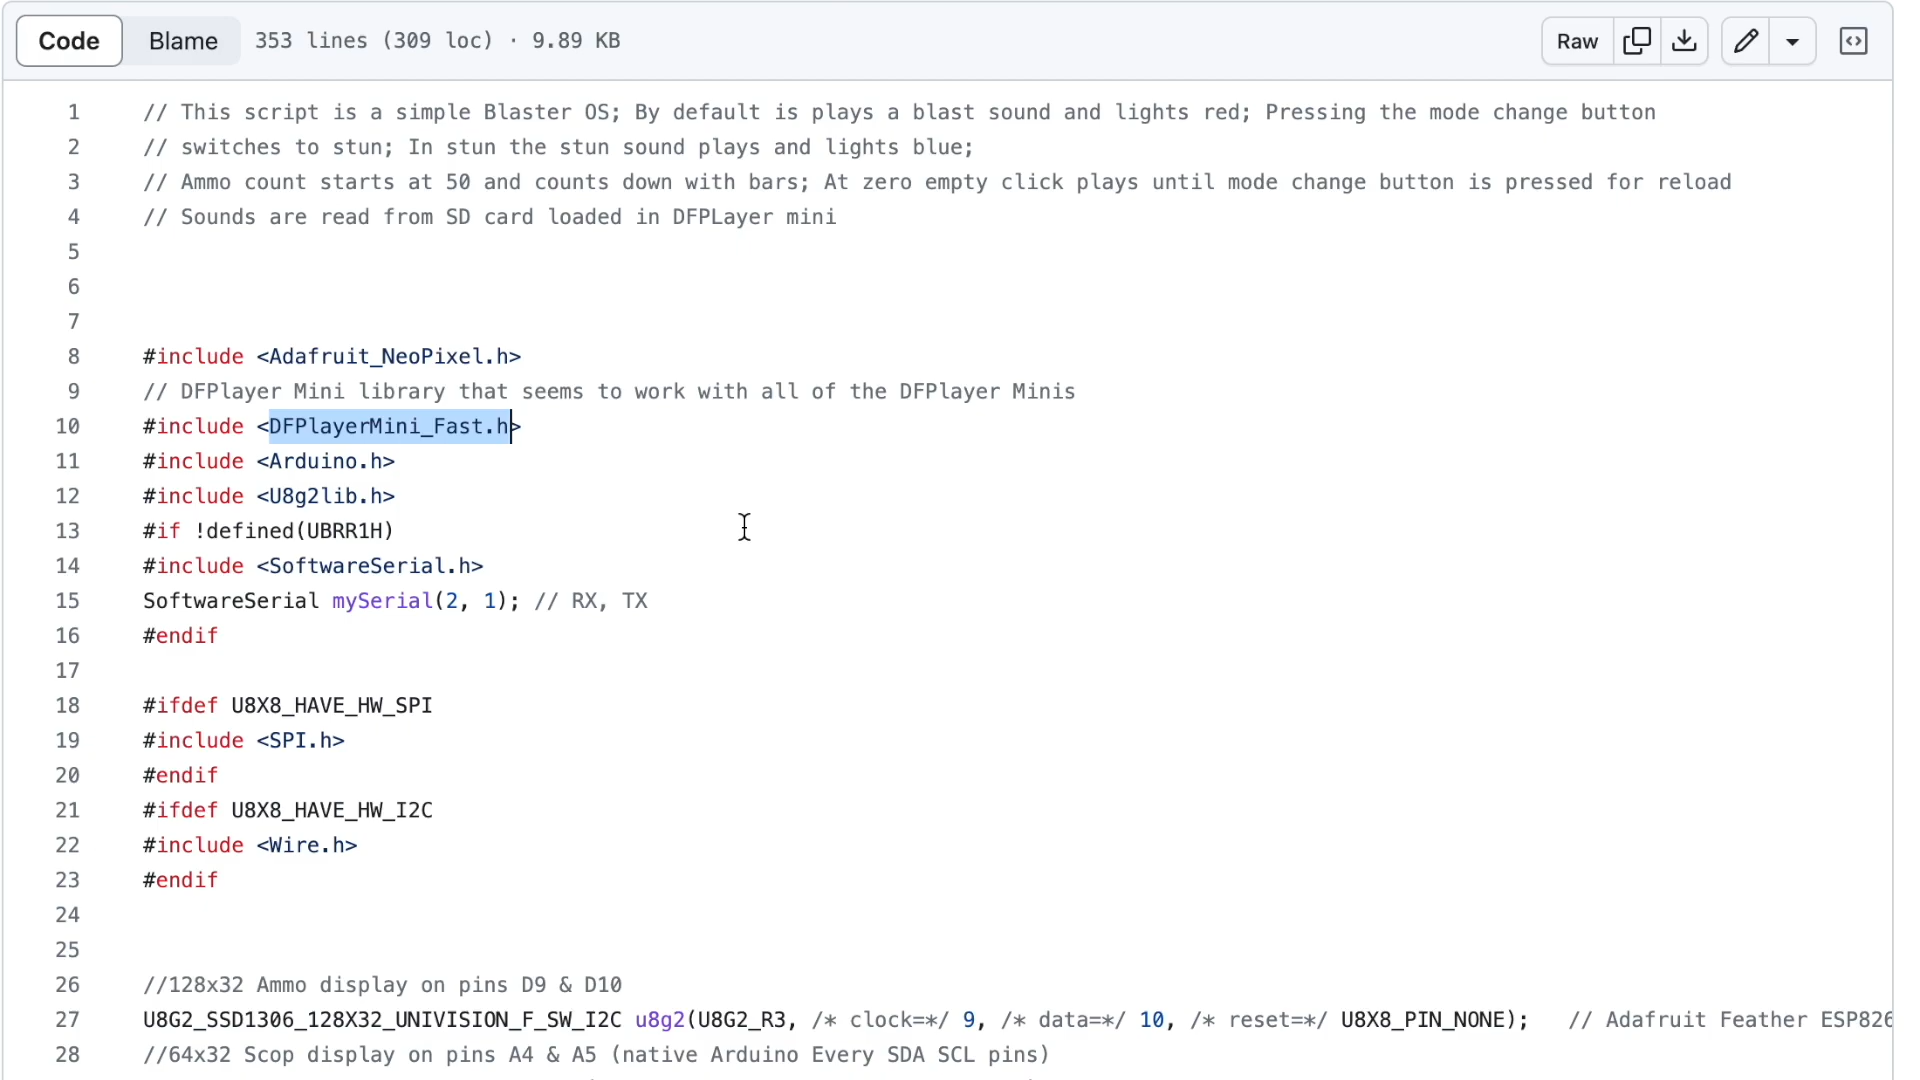 Code Blame 353 lines (309 loc) · 9.89 KB Raw
1 // This script is a simple Blaster OS; By default is plays a blast sound and lights red; Pressing the mode change button
2 // switches to stun; In stun the stun sound plays and lights blue;
3 // Ammo count starts at 50 and counts down with bars; At zero empty click plays until mode change button is pressed for reload
4 // Sounds are read from SD card loaded in DFPLayer mini
5
6
7
8 #include <Adafruit_NeoPixel.h>
9 // DFPlayer Mini library that seems to work with all of the DFPlayer Minis
10 #include <DFPlayerMini_Fast.h>
11 #include <Arduino.h>
12 #include <U8g2lib.h>
13 #if !defined(UBRR1H)
14 #include <SoftwareSerial.h>
15 SoftwareSerial mySerial(2, 1); // RX, TX
16 #endif
17
18 #ifdef U8X8_HAVE_HW_SPI
19 #include <SPI.h>
20 #endif
21 #ifdef U8X8_HAVE_HW_I2C
22 #include <Wire.h>
23 #endif
24
25
26 //128x32 Ammo display on pins D9 & D10
27 U8G2_SSD1306_128X32_UNIVISION_F_SW_I2C u8g2(U8G2_R3, /* clock=*/ 9, /* data=*/ 10, /* reset=*/ U8X8_PIN_NONE); // Adafruit Feather ESP826
28 //64x32 Scop display on pins A4 & A5 (native Arduino Every SDA SCL pins)